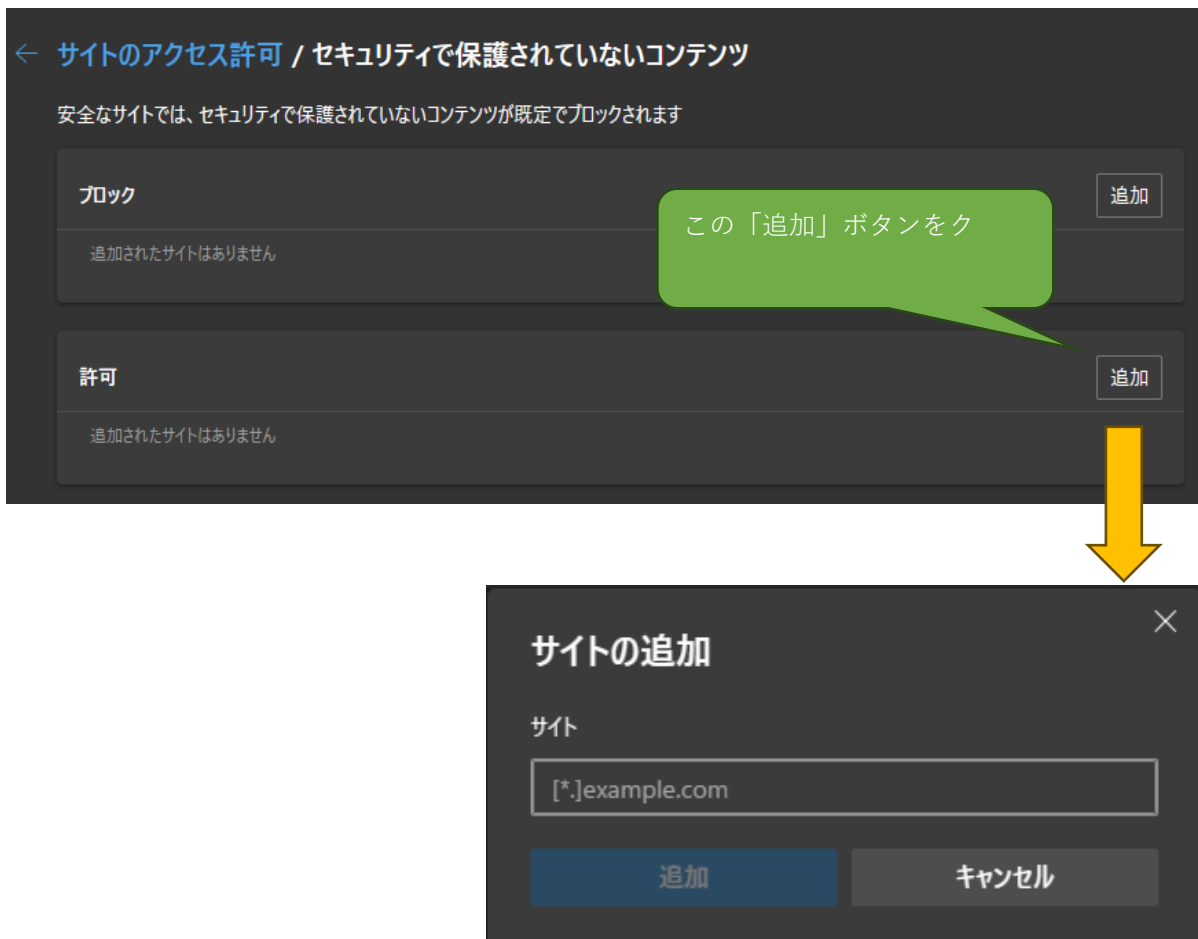 ← サイトのアクセス許可 / セキュリティで保護されていないコンテンツ
安全なサイトでは、セキュリティで保護されていないコンテンツが既定でブロックされます
ブロック
追加
この「追加」ボタンをク
追加されたサイトはありません
許可
追加
追加されたサイトはありません
サイトの追加
サイト
[*.]example.com
追加
キャンセル